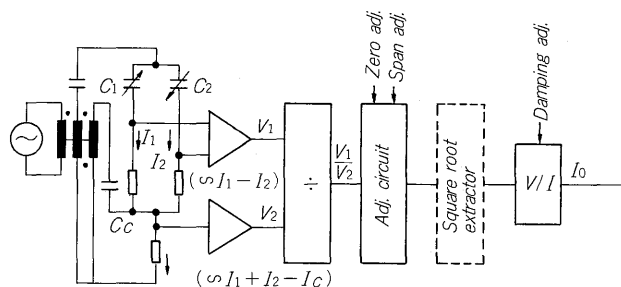 Zero adj.
Span adj.
Damping adj.
C1
C2
V1
I1
I2
(∽ I1 − I2)
÷
V1
V2
Adj. circuit
Square root
extractor
V/I
I0
Cc
V2
(∽ I1 + I2 − Ic)